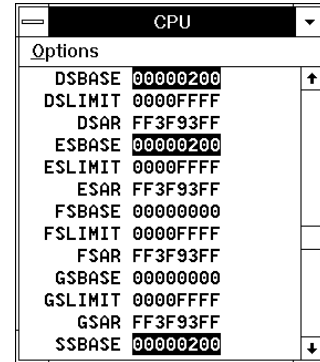 CPU
Options
DSBASE 00000200
DSLIMIT 0000FFFF
DSAR FF3F93FF
ESBASE 00000200
ESLIMIT 0000FFFF
ESAR FF3F93FF
FSBASE 00000000
FSLIMIT 0000FFFF
FSAR FF3F93FF
GSBASE 00000000
GSLIMIT 0000FFFF
GSAR FF3F93FF
SSBASE 00000200